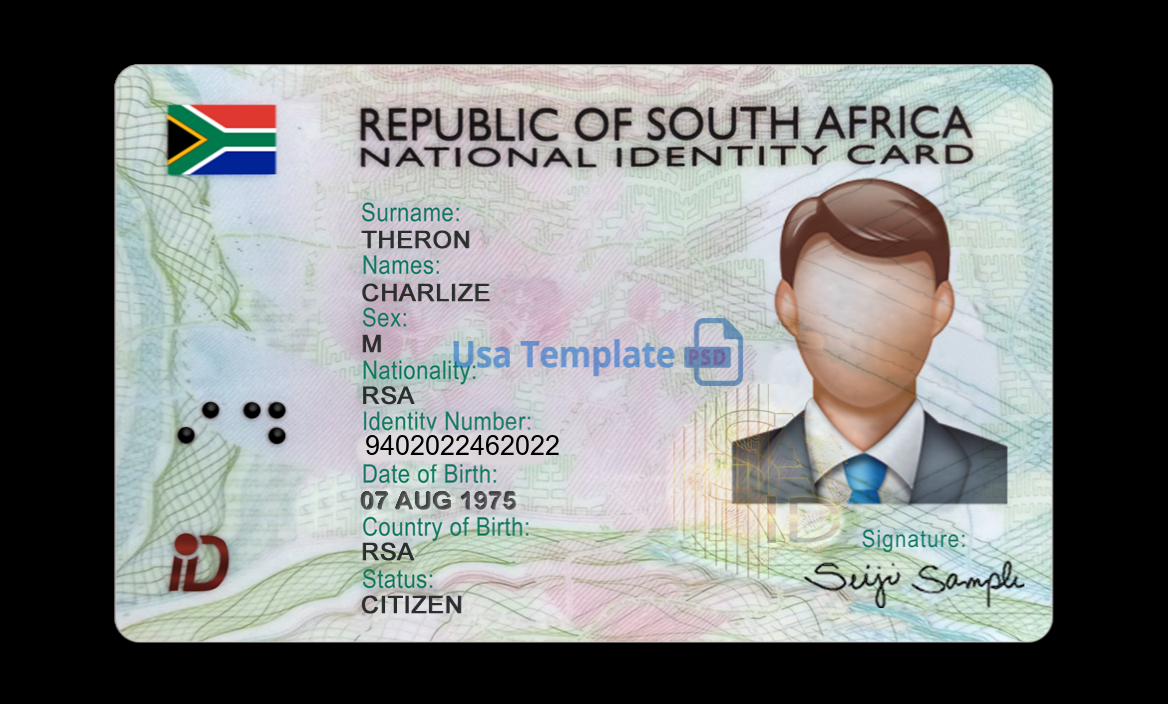 REPUBLIC OF SOUTH AFRICA
NATIONAL IDENTITY CARD
Surname:
THERON
Names:
CHARLIZE
Sex:
M
Usa Template PSD
Nationality:
RSA
Identity Number:
9402022462022
Date of Birth:
07 AUG 1975
Country of Birth:
RSA
Status:
CITIZEN
iD
iD
Signature:
Seiji Sample